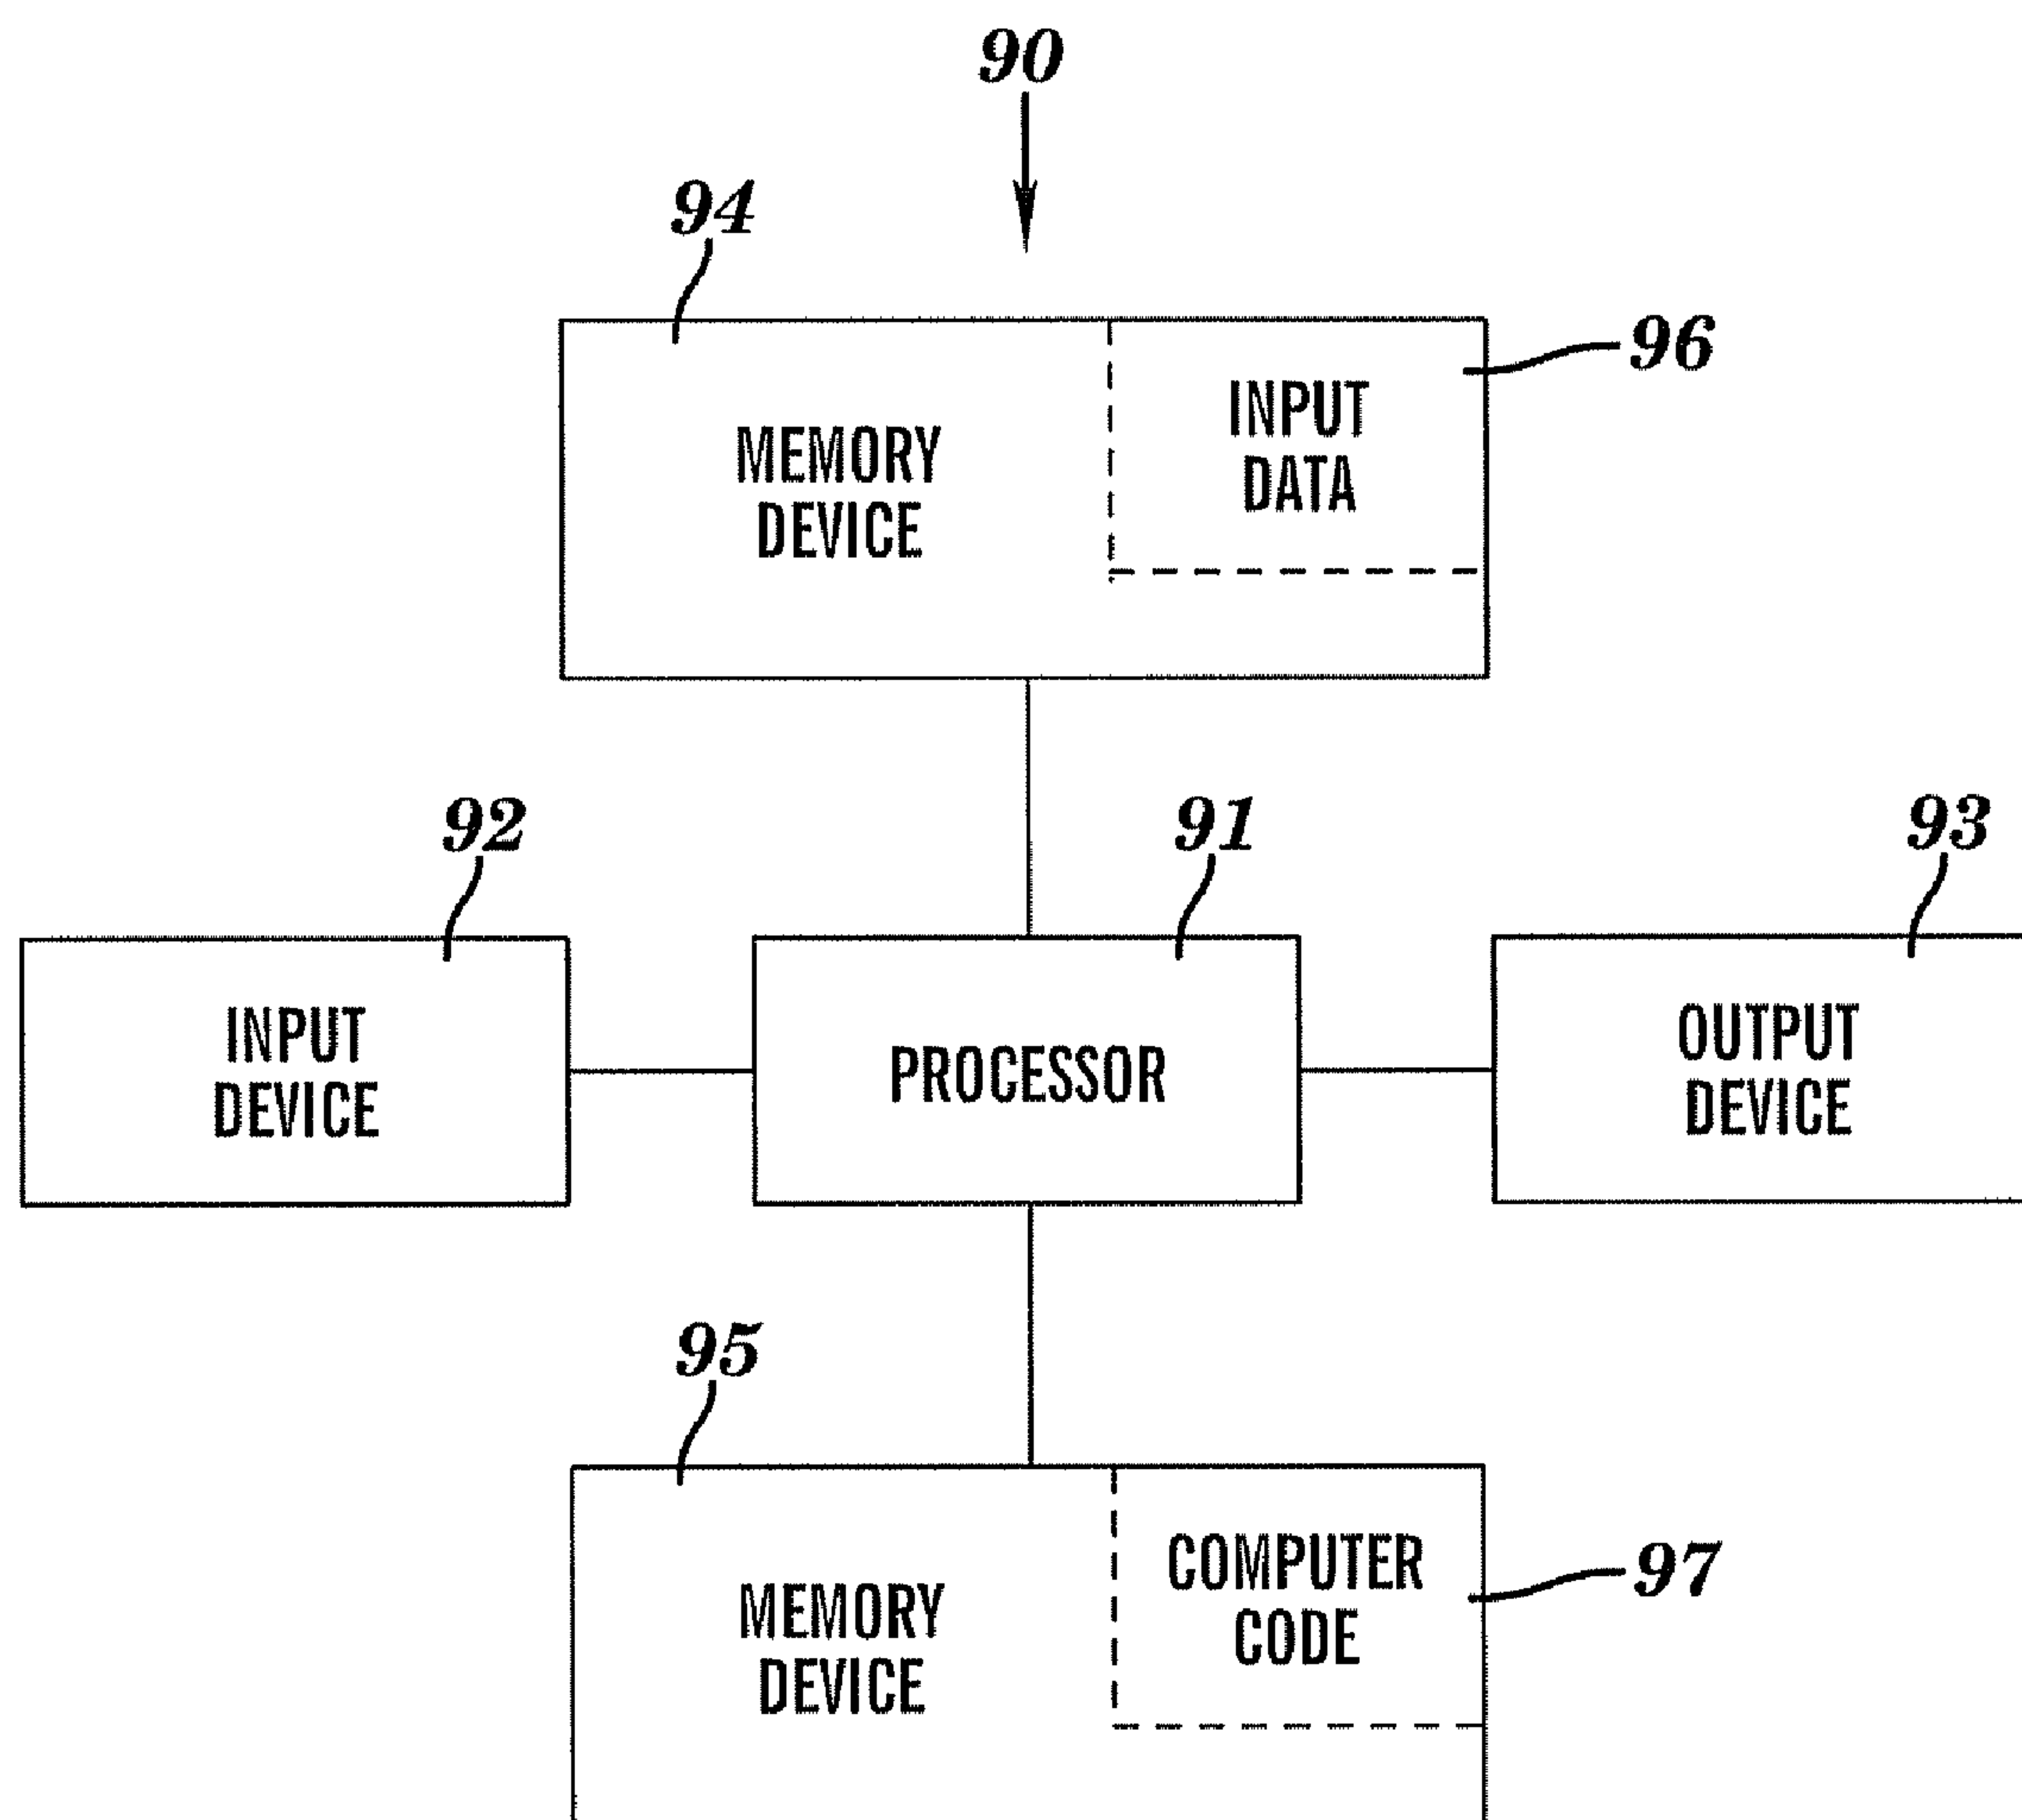 90
94
96
MEMORY
DEVICE
INPUT
DATA
92
91
93
INPUT
DEVICE
PROCESSOR
OUTPUT
DEVICE
95
97
MEMORY
DEVICE
COMPUTER
CODE